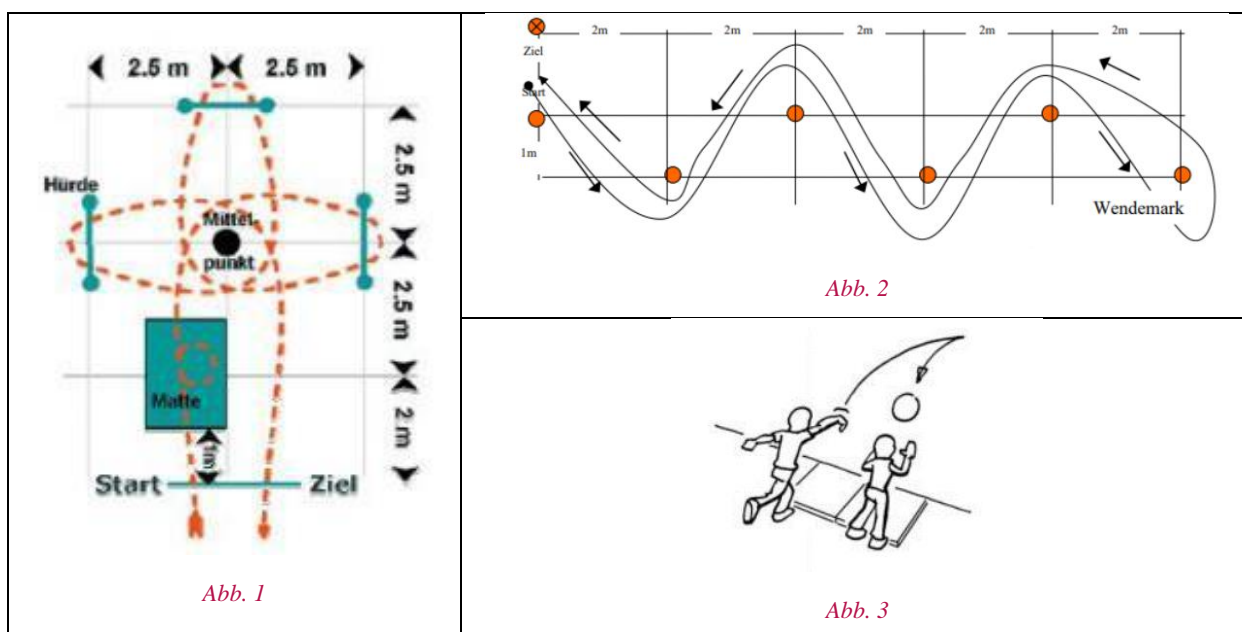 2.5 m 2.5 m
2.5 m
Hürde
Mittel-
punkt
2.5 m
Matte
2 m
1m
Start Ziel
Abb. 1
2m 2m 2m 2m 2m
Ziel
Start
1m
Wendemark
Abb. 2
Abb. 3